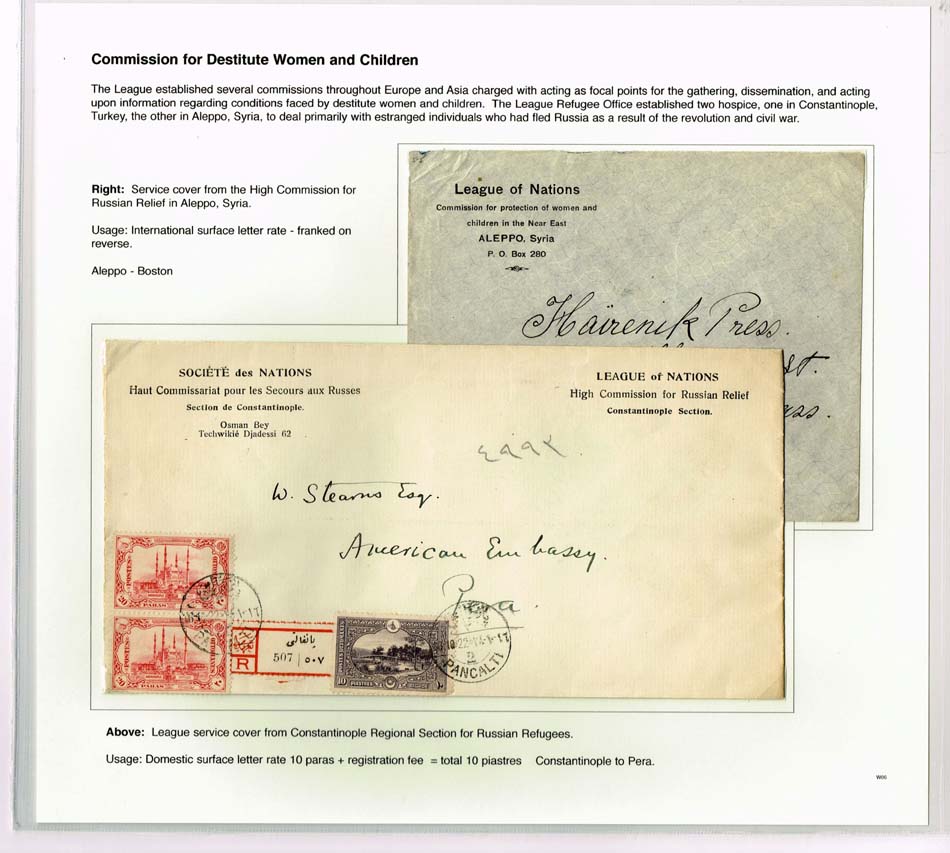 Commission for Destitute Women and Children
The League established several commissions throughout Europe and Asia charged with acting as focal points for the gathering, dissemination, and acting
upon information regarding conditions faced by destitute women and children. The League Refugee Office established two hospice, one in Constantinople,
Turkey, the other in Aleppo, Syria, to deal primarily with estranged individuals who had fled Russia as a result of the revolution and civil war.
Right: Service cover from the High Commission for
Russian Relief in Aleppo, Syria.
Usage: International surface letter rate - franked on
reverse.
Aleppo - Boston
League of Nations
Commission for protection of women and
children in the Near East
ALEPPO, Syria
P. O. Box 280
Hairenik Press.
st.
ass.
SOCIÉTÉ des NATIONS
Haut Commissariat pour les Secours aux Russes
Section de Constantinople.
Osman Bey
Techwikié Djadessi 62
LEAGUE of NATIONS
High Commission for Russian Relief
Constantinople Section.
W. Stearns Esq.
American Embassy.
Pera.
POSTES
20 PARAS 20
POSTES
20 PARAS 20
R
507 | ٥٠٧
10 PIASTRES
PANCALTI
Above: League service cover from Constantinople Regional Section for Russian Refugees.
Usage: Domestic surface letter rate 10 paras + registration fee = total 10 piastres Constantinople to Pera.
W06